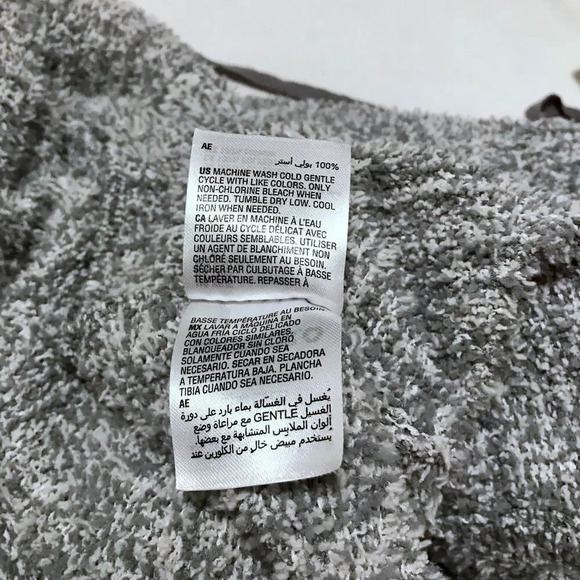 AE
100% بولي أستر
US MACHINE WASH COLD GENTLE
CYCLE WITH LIKE COLORS. ONLY
NON-CHLORINE BLEACH WHEN
NEEDED. TUMBLE DRY LOW. COOL
IRON WHEN NEEDED.
CA LAVER EN MACHINE À L'EAU
FROIDE AU CYCLE DÉLICAT AVEC
COULEURS SEMBLABLES. UTILISER
UN AGENT DE BLANCHIMENT NON
CHLORÉ SEULEMENT AU BESOIN.
SÉCHER PAR CULBUTAGE À BASSE
TEMPÉRATURE. REPASSER À
BASSE TEMPÉRATURE AU BESOIN
MX LAVAR A MÁQUINA EN
AGUA FRÍA CICLO DELICADO
CON COLORES SIMILARES.
BLANQUEADOR SIN CLORO
SOLAMENTE CUANDO SEA
NECESARIO. SECAR EN SECADORA
A TEMPERATURA BAJA. PLANCHA
TIBIA CUANDO SEA NECESARIO.
AE
يُغسل في الغسالة بماء بارد على دورة
الغسيل GENTLE مع مراعاة وضع
ألوان الملابس المتشابهة مع بعضها.
يُستخدم مبيض خالٍ من الكلورين عند